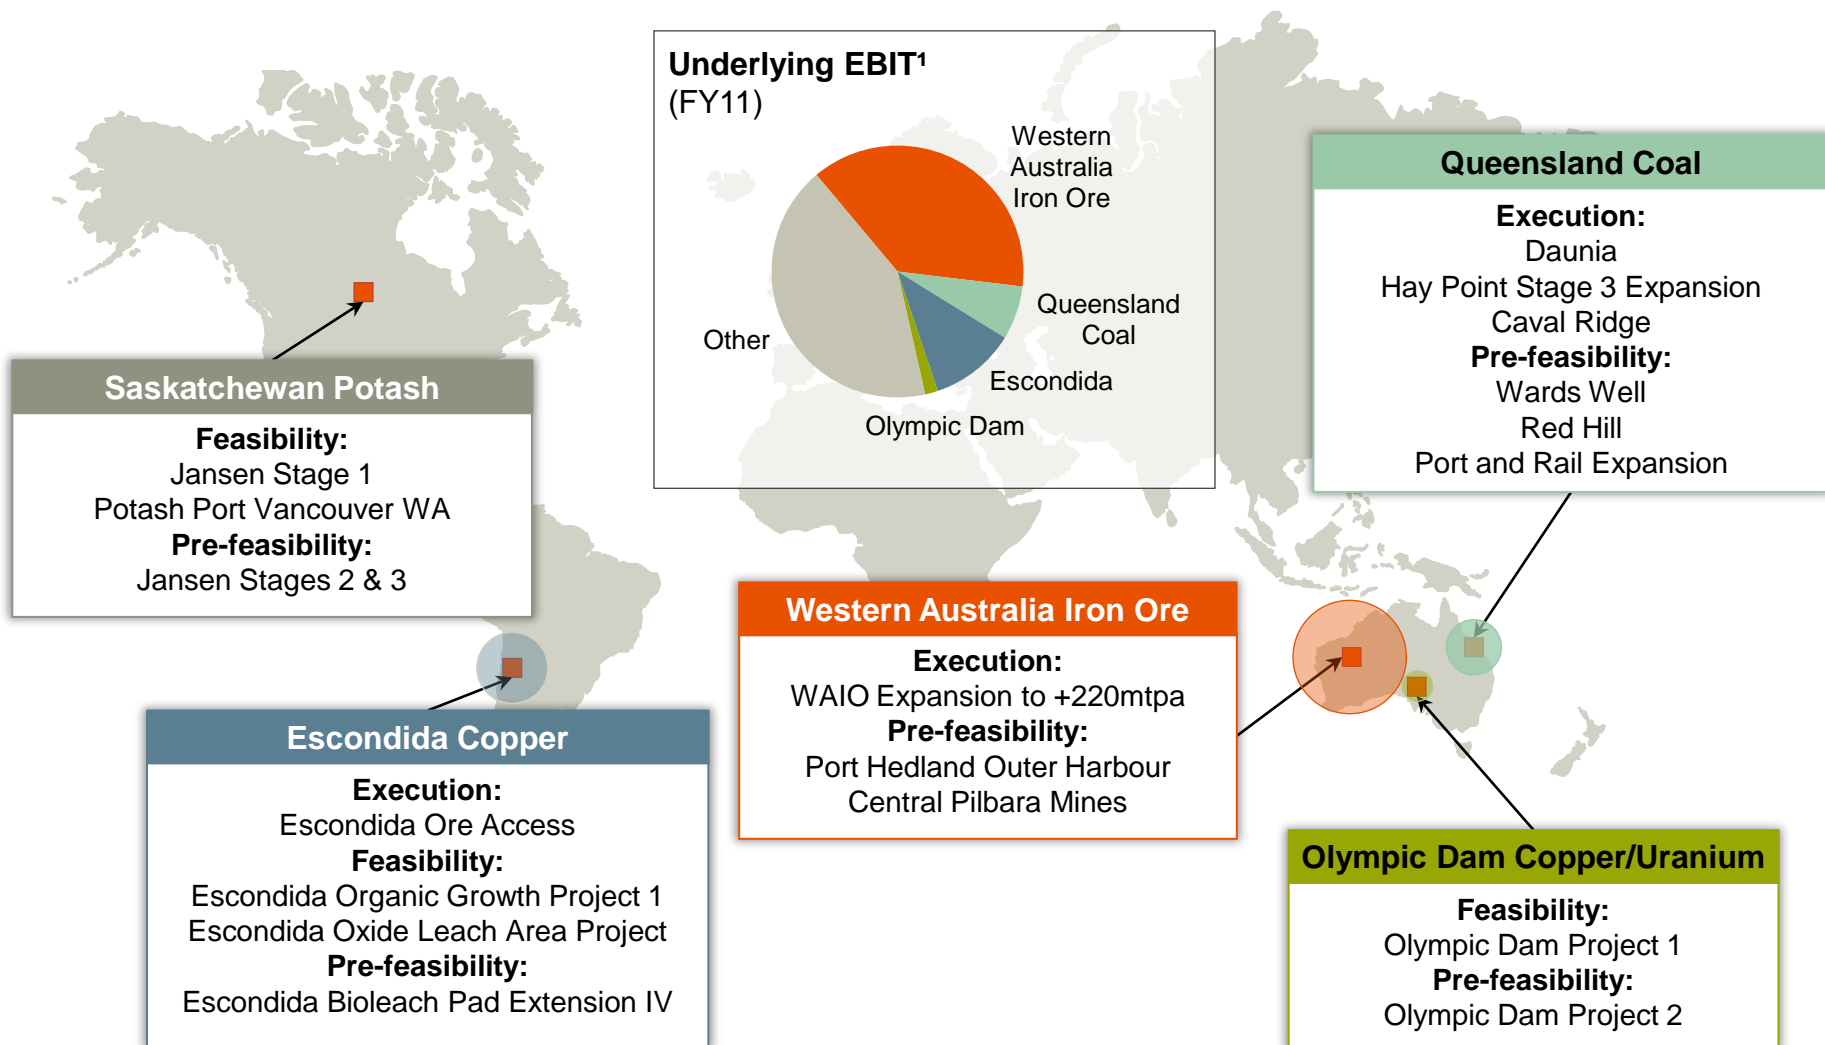 Underlying EBIT¹
(FY11)
Western
Australia
Iron Ore
Queensland
Coal
Escondida
Olympic Dam
Other
Saskatchewan Potash
Feasibility:
Jansen Stage 1
Potash Port Vancouver WA
Pre-feasibility:
Jansen Stages 2 & 3
Queensland Coal
Execution:
Daunia
Hay Point Stage 3 Expansion
Caval Ridge
Pre-feasibility:
Wards Well
Red Hill
Port and Rail Expansion
Western Australia Iron Ore
Execution:
WAIO Expansion to +220mtpa
Pre-feasibility:
Port Hedland Outer Harbour
Central Pilbara Mines
Escondida Copper
Execution:
Escondida Ore Access
Feasibility:
Escondida Organic Growth Project 1
Escondida Oxide Leach Area Project
Pre-feasibility:
Escondida Bioleach Pad Extension IV
Olympic Dam Copper/Uranium
Feasibility:
Olympic Dam Project 1
Pre-feasibility:
Olympic Dam Project 2